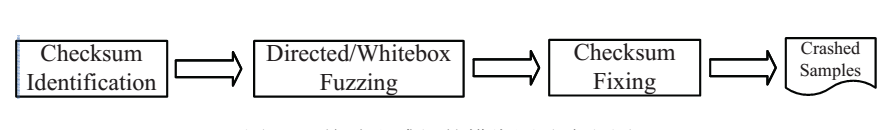 Checksum
Identification
Directed/Whitebox
Fuzzing
Checksum
Fixing
Crashed
Samples